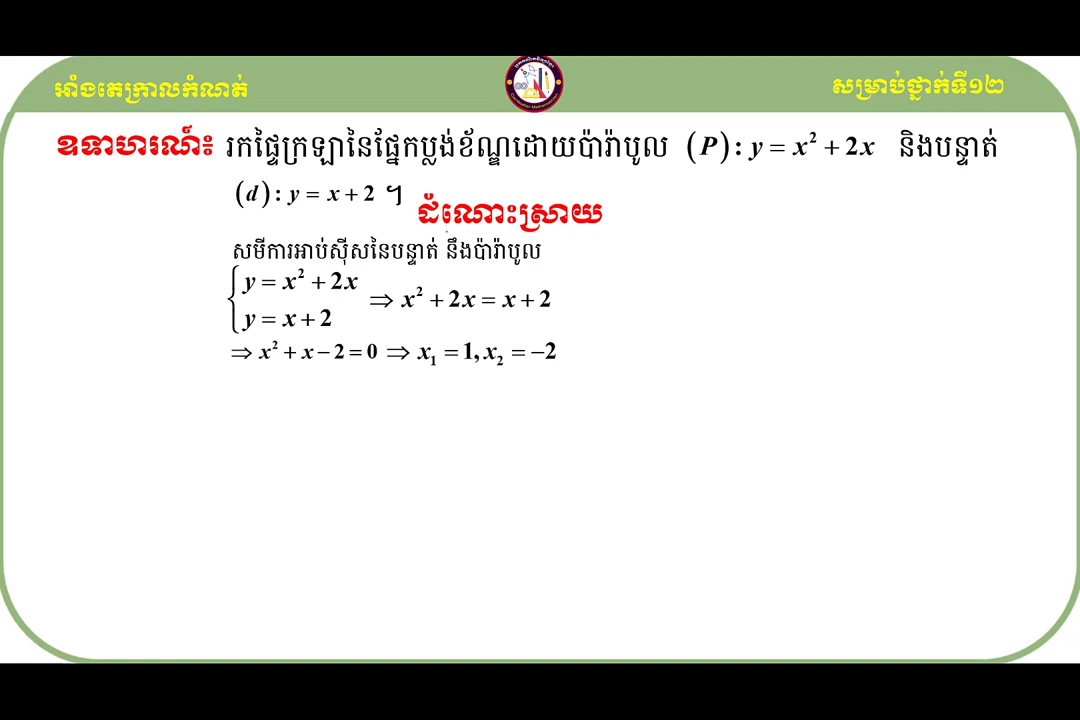 អាំងតេក្រាលកំណត់
សម្រាប់ថ្នាក់ទី១២
ឧទាហរណ៍៖ រកផ្ទៃក្រឡានៃផ្នែកប្លង់ខ័ណ្ឌដោយប៉ារ៉ាបូល (P) : y = x² + 2x និងបន្ទាត់
(d) : y = x + 2 ។
ដំណោះស្រាយ
សមីការអាប់ស៊ីសនៃបន្ទាត់ នឹងប៉ារ៉ាបូល
{ y = x² + 2x
y = x + 2 ⇒ x² + 2x = x + 2
⇒ x² + x − 2 = 0 ⇒ x₁ = 1, x₂ = −2